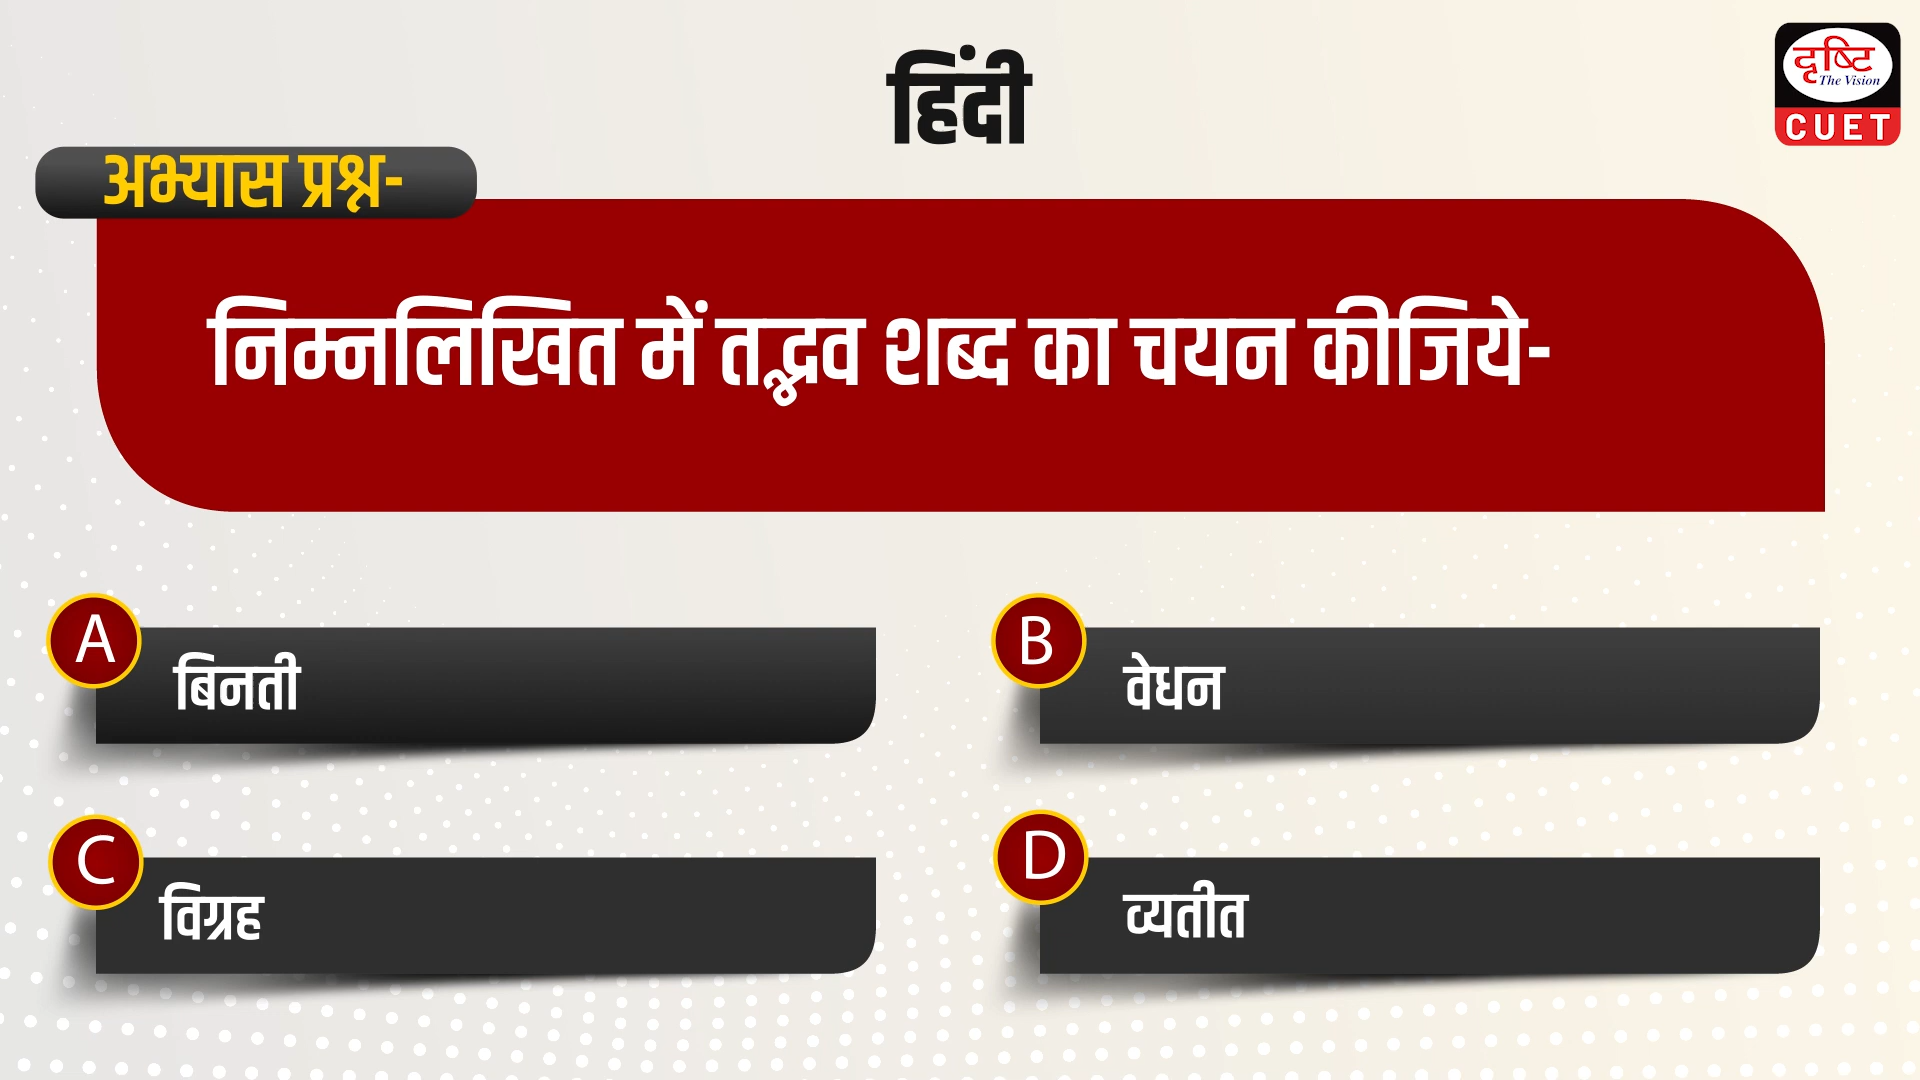 हिंदी
दृष्टि
The Vision
CUET
अभ्यास प्रश्न-
निम्नलिखित में तद्भव शब्द का चयन कीजिये-
A
बिनती
B
वेधन
C
विग्रह
D
व्यतीत